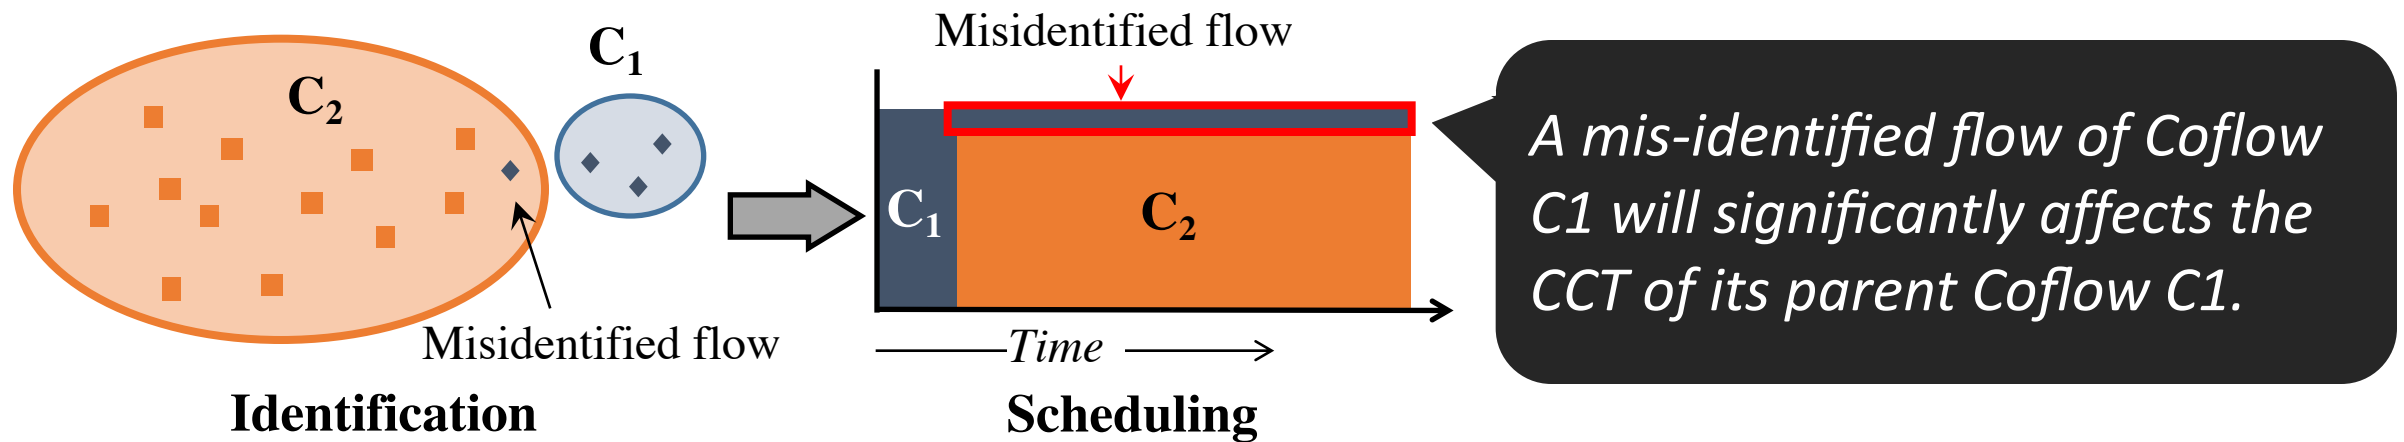 C2
C1
Misidentified flow
Identification
Misidentified flow
C1
C2
Time
Scheduling
A mis-identified flow of Coflow
C1 will significantly affects the
CCT of its parent Coflow C1.